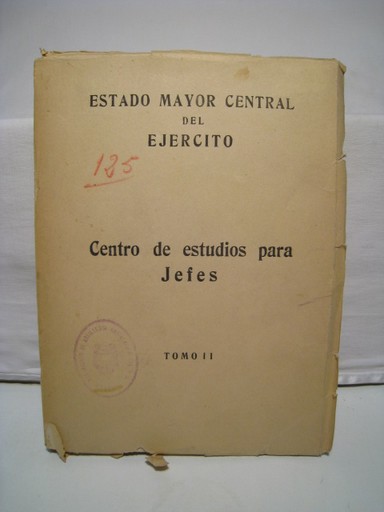 ESTADO MAYOR CENTRAL
DEL
EJERCITO
125
Centro de estudios para
Jefes
TOMO II